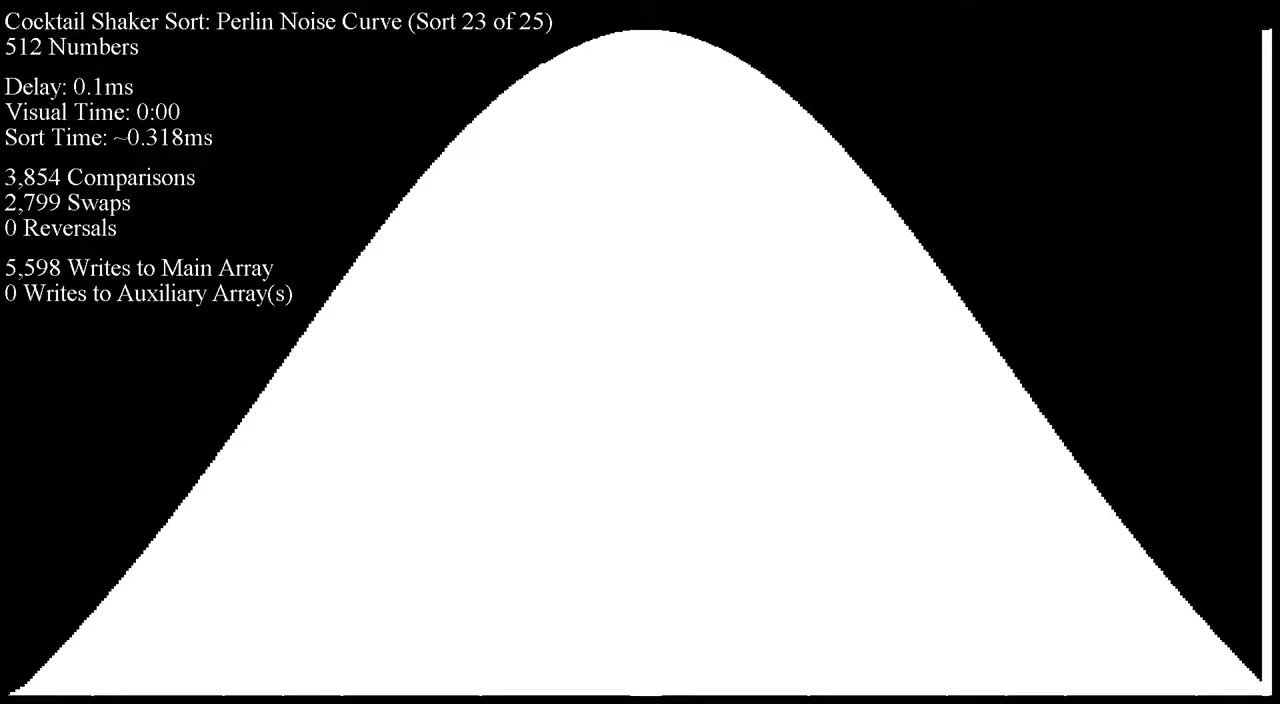 Cocktail Shaker Sort: Perlin Noise Curve (Sort 23 of 25)
512 Numbers
Delay: 0.1ms
Visual Time: 0:00
Sort Time: ~0.318ms
3,854 Comparisons
2,799 Swaps
0 Reversals
5,598 Writes to Main Array
0 Writes to Auxiliary Array(s)